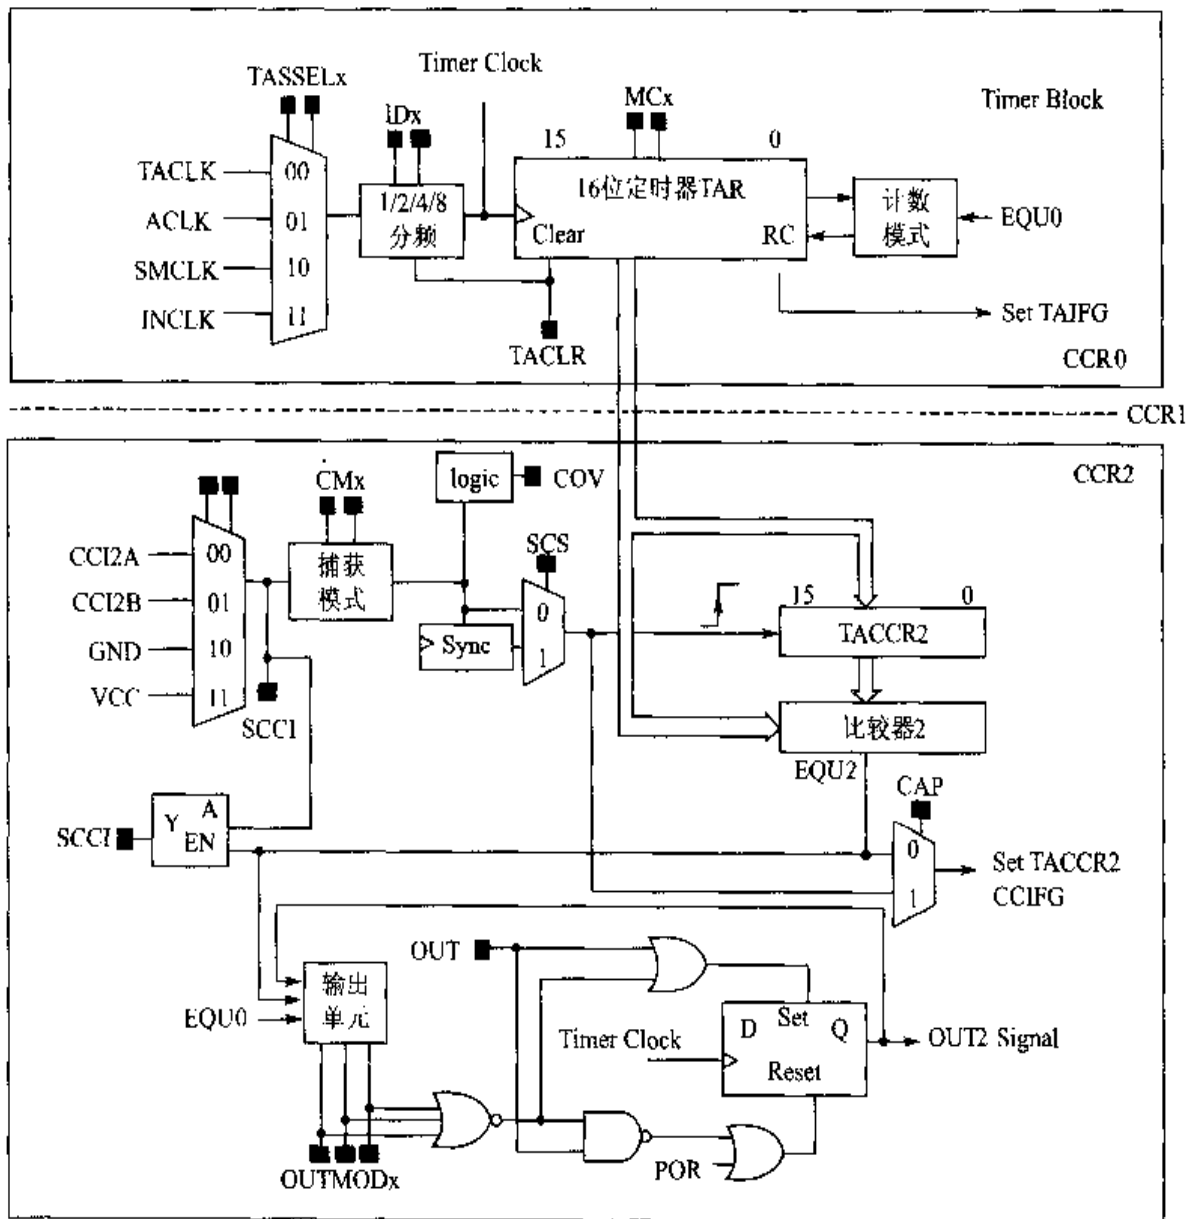 Timer Clock
TASSELx
IDx
MCx
Timer Block
15
0
TACLK
00
1/2/4/8
分频
16位定时器TAR
计数
模式
EQU0
ACLK
01
Clear
RC
SMCLK
10
INCLK
11
Set TAIFG
TACLR
CCR0
CCR1
CCR2
CMx
logic
COV
SCS
CCI2A
00
捕获
模式
CCI2B
01
0
15
0
TACCR2
GND
10
Sync
1
VCC
11
SCCI
比较器2
EQU2
CAP
SCCI
Y
A
EN
0
Set TACCR2
CCIFG
1
OUT
输出
单元
EQU0
D
Set
Q
Timer Clock
OUT2 Signal
Reset
POR
OUTMODx